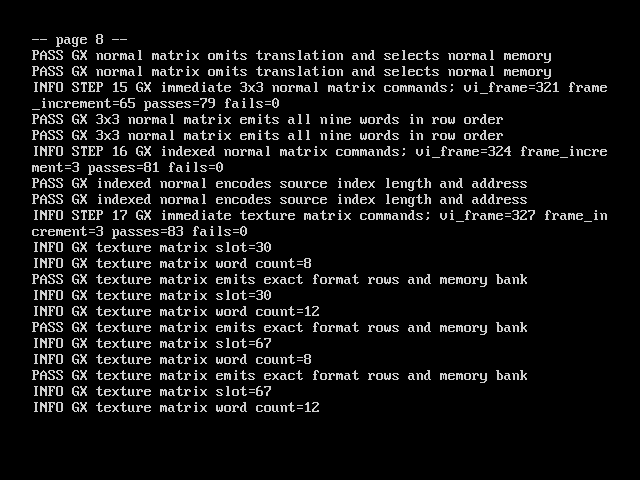 -- page 8 --
PASS GX normal matrix omits translation and selects normal memory
PASS GX normal matrix omits translation and selects normal memory
INFO STEP 15 GX immediate 3x3 normal matrix commands; vi_frame=321 frame
_increment=65 passes=79 fails=0
PASS GX 3x3 normal matrix emits all nine words in row order
PASS GX 3x3 normal matrix emits all nine words in row order
INFO STEP 16 GX indexed normal matrix commands; vi_frame=324 frame_incre
ment=3 passes=81 fails=0
PASS GX indexed normal encodes source index length and address
PASS GX indexed normal encodes source index length and address
INFO STEP 17 GX immediate texture matrix commands; vi_frame=327 frame_in
crement=3 passes=83 fails=0
INFO GX texture matrix slot=30
INFO GX texture matrix word count=8
PASS GX texture matrix emits exact format rows and memory bank
INFO GX texture matrix slot=30
INFO GX texture matrix word count=12
PASS GX texture matrix emits exact format rows and memory bank
INFO GX texture matrix slot=67
INFO GX texture matrix word count=8
PASS GX texture matrix emits exact format rows and memory bank
INFO GX texture matrix slot=67
INFO GX texture matrix word count=12